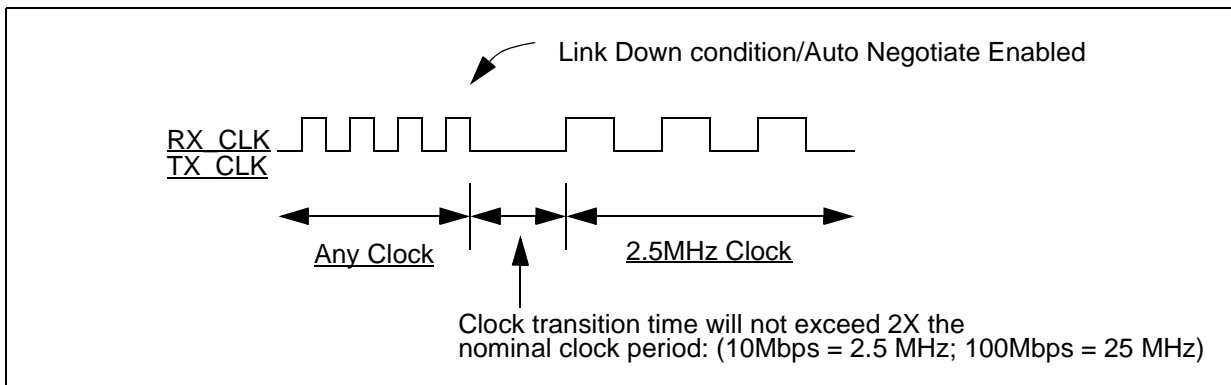 Link Down condition/Auto Negotiate Enabled
RX_CLK
TX_CLK
Any Clock
2.5MHz Clock
Clock transition time will not exceed 2X the
nominal clock period: (10Mbps = 2.5 MHz; 100Mbps = 25 MHz)